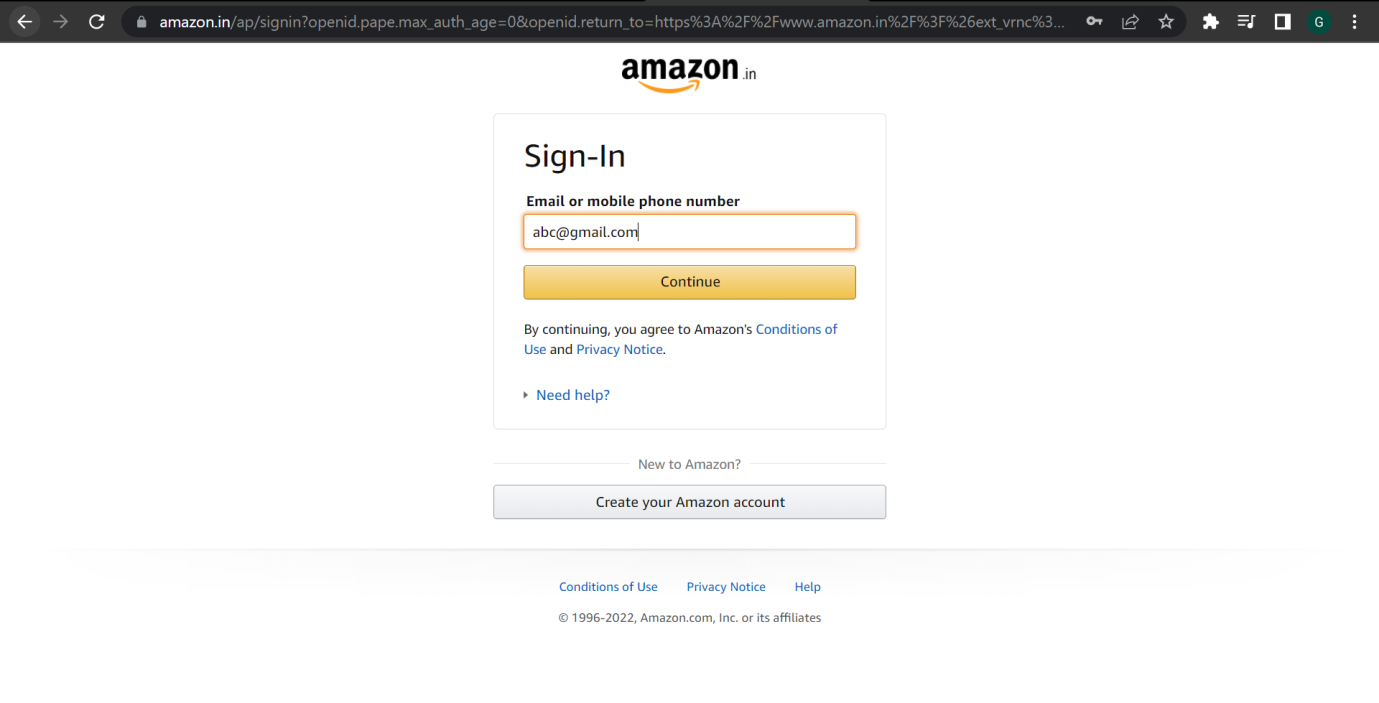 amazon.in/ap/signin?openid.pape.max_auth_age=0&openid.return_to=https%3A%2F%2Fwww.amazon.in%2F%3F%26ext_vrnc%3...
G
amazon.in
Sign-In
Email or mobile phone number
abc@gmail.com
Continue
By continuing, you agree to Amazon's Conditions of
Use and Privacy Notice.
Need help?
New to Amazon?
Create your Amazon account
Conditions of Use Privacy Notice Help
© 1996-2022, Amazon.com, Inc. or its affiliates